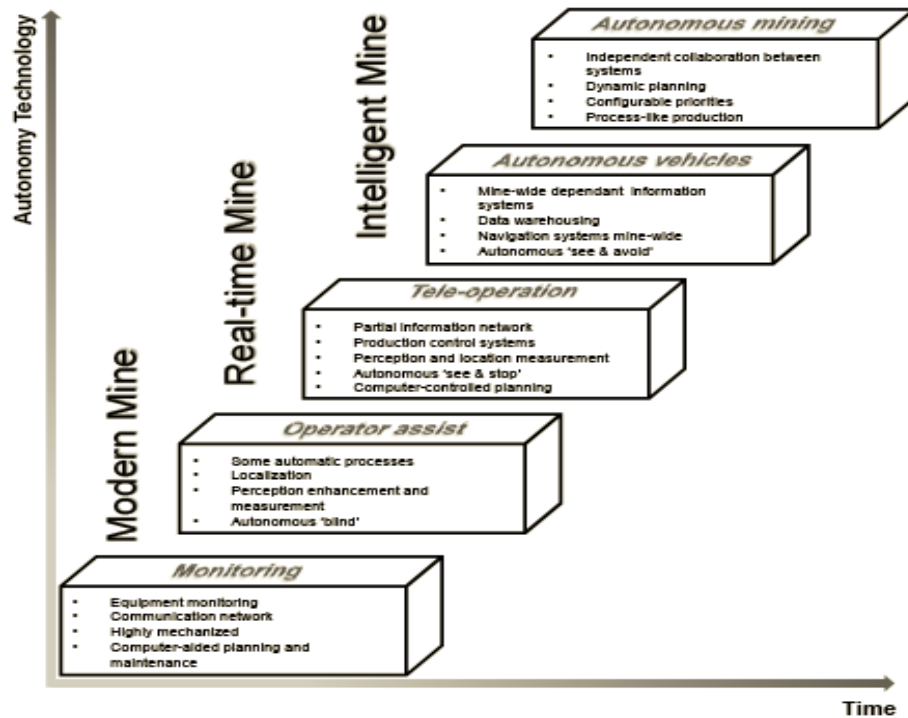 Autonomy Technology
Autonomous mining
• Independent collaboration between
systems
• Dynamic planning
• Configurable priorities
• Process-like production
Intelligent Mine
Autonomous vehicles
• Mine-wide dependant information
systems
• Data warehousing
• Navigation systems mine-wide
• Autonomous 'see & avoid'
Real-time Mine
Tele-operation
• Partial information network
• Production control systems
• Perception and location measurement
• Autonomous 'see & stop'
• Computer-controlled planning
Modern Mine
Operator assist
• Some automatic processes
• Localization
• Perception enhancement and
measurement
• Autonomous 'blind'
Monitoring
• Equipment monitoring
• Communication network
• Highly mechanized
• Computer-aided planning and
maintenance
Time